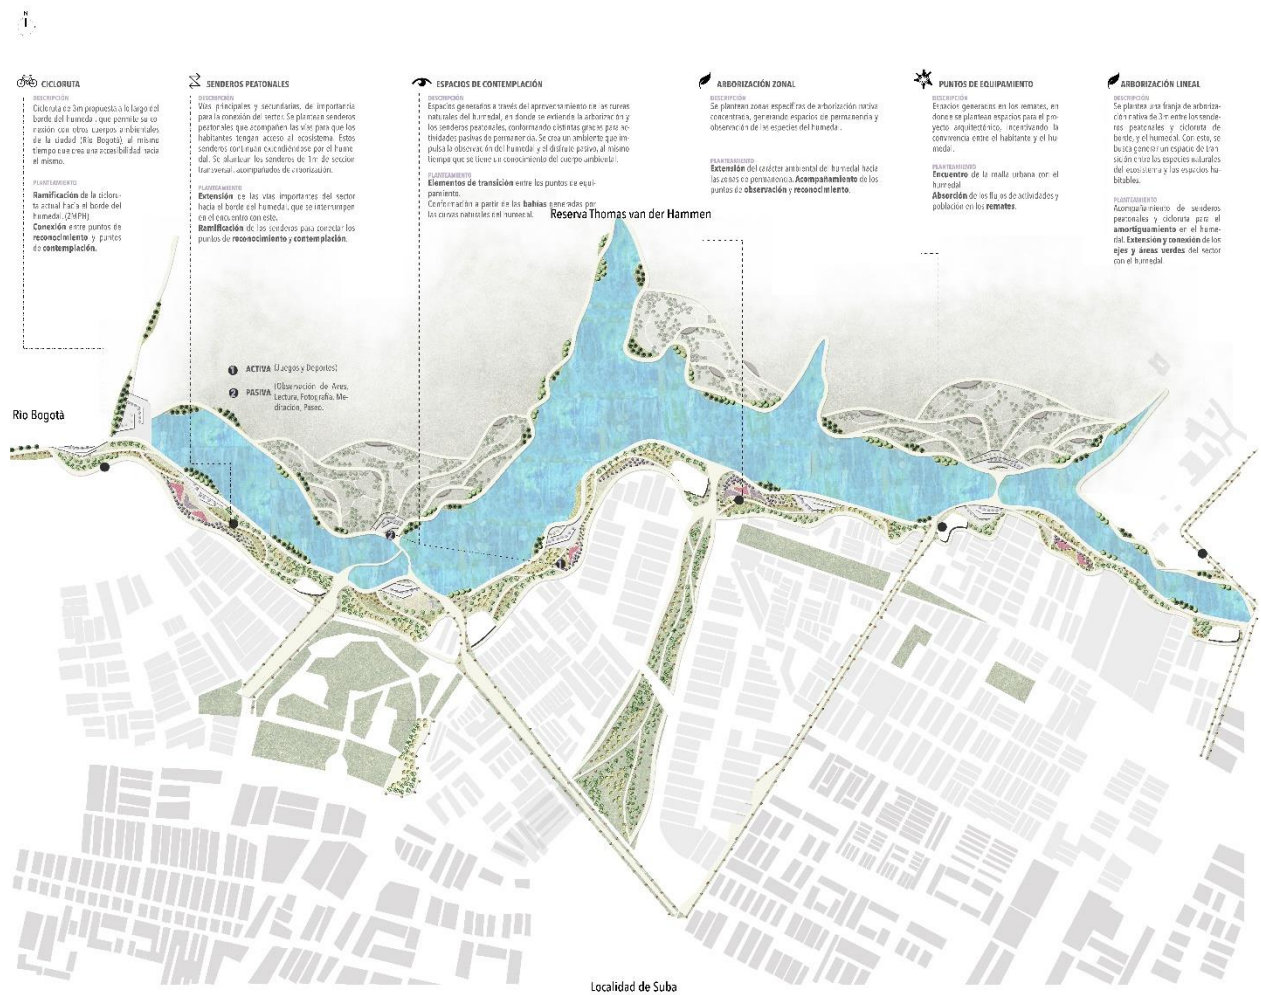 N
CICLORUTA
DESCRIPCIÓN
Cicloruta de 3m propuesta a lo largo del
borde del humedal, que permite su co-
nexión con otros cuerpos ambientales
de la ciudad (Río Bogotá), al mismo
tiempo que crea una accesibilidad hacia
el mismo.
PLANTEAMIENTO
Ramificación de la ciclorru-
ta actual hacia el borde del
humedal. (2MPH)
Conexión entre puntos de
reconocimiento y puntos
de contemplación.
SENDEROS PEATONALES
DESCRIPCIÓN
Vías principales y secundarias, de importancia
para la conexión del sector. Se plantean senderos
peatonales que acompañen las vías para que los
habitantes tengan acceso al ecosistema. Estos
senderos continúan extendiéndose por el hume-
dal. Se plantean los senderos de 1m de sección
transversal, acompañados de arborización.
PLANTEAMIENTO
Extensión de las vías importantes del sector
hacia el borde del humedal, que se interrumpen
en el encuentro con este.
Ramificación de los senderos para conectar los
puntos de reconocimiento y contemplación.
ESPACIOS DE CONTEMPLACIÓN
DESCRIPCIÓN
Espacios generados a través del aprovechamiento de las curvas
naturales del humedal, en donde se extiende la arborización y
los senderos peatonales, conformando distintas graces para ac-
tividades pasivas de permanencia. Se crea un ambiente que im-
pulsa la observación del humedal y el disfrute pasivo, al mismo
tiempo que se tiene un conocimiento del cuerpo ambiental.
PLANTEAMIENTO
Elementos de transición entre los puntos de equi-
pamiento.
Conformación a partir de las bahías generadas por
las curvas naturales del humedal.
ARBORIZACIÓN ZONAL
DESCRIPCIÓN
Se plantean zonas específicas de arborización nativa
concentrada, generando espacios de permanencia y
observación de las especies del humedal.
PLANTEAMIENTO
Extensión del carácter ambiental del humedal hacia
las zonas de permanencia. Acompañamiento de los
puntos de observación y reconocimiento.
PUNTOS DE EQUIPAMIENTO
DESCRIPCIÓN
Espacios generados en los remates, en
donde se plantean espacios para el pro-
yecto arquitectónico, incentivando la
convivencia entre el habitante y el hu-
medal.
PLANTEAMIENTO
Encuentro de la malla urbana con el
humedal
Absorción de los flujos de actividades y
población en los remates.
ARBORIZACIÓN LINEAL
DESCRIPCIÓN
Se plantea una franja de arboriza-
ción nativa de 3m entre los sende-
ros peatonales y cicloruta de
borde, y el humedal. Con esto, se
busca generar un espacio de tran-
sición entre las especies naturales
del ecosistema y los espacios ha-
bitables.
PLANTEAMIENTO
Acompañamiento de senderos
peatonales y cicloruta para el
amortiguamiento en el hume-
dal. Extensión y conexión de los
ejes y áreas verdes del sector
con el humedal.
Reserva Thomas van der Hammen
1 ACTIVA (Juegos y Deportes)
2 PASIVA (Observación de Aves,
Lectura, Fotografía, Me-
ditación, Paseo.
Rio Bogotà
2
1
Localidad de Suba